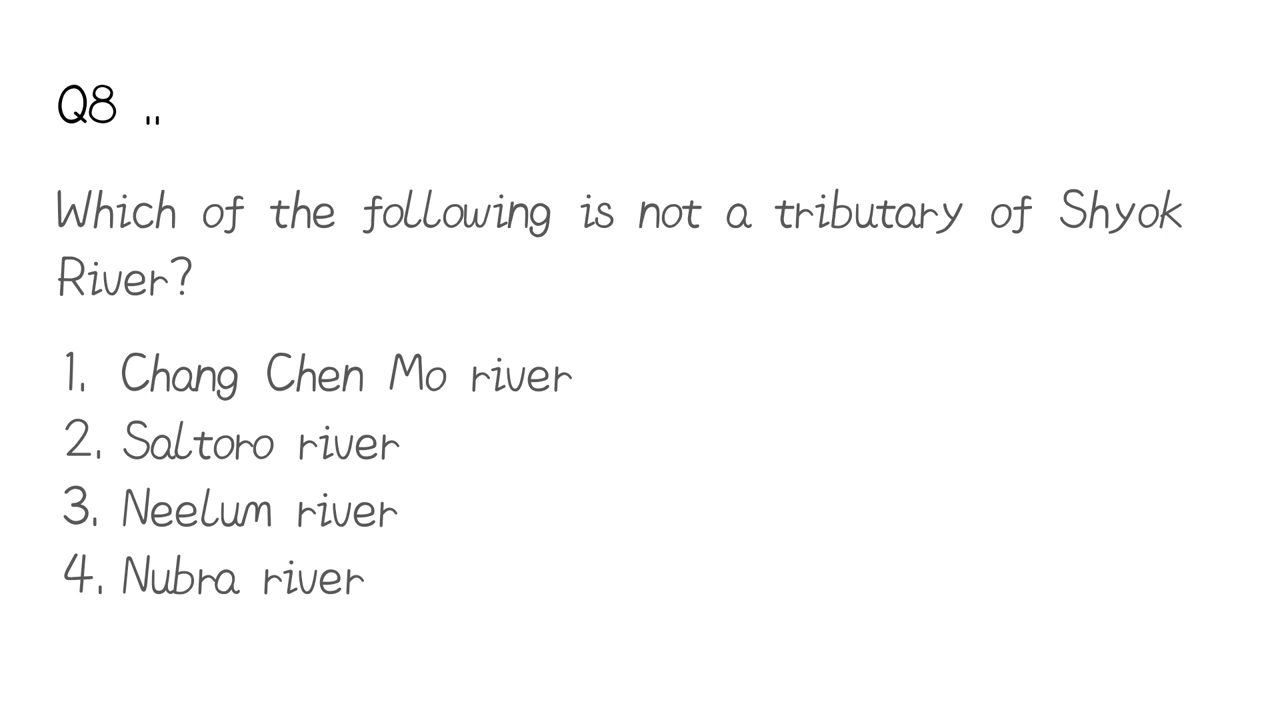 Q8 ..
Which of the following is not a tributary of Shyok
River?
1. Chang Chen Mo river
2. Saltoro river
3. Neelum river
4. Nubra river